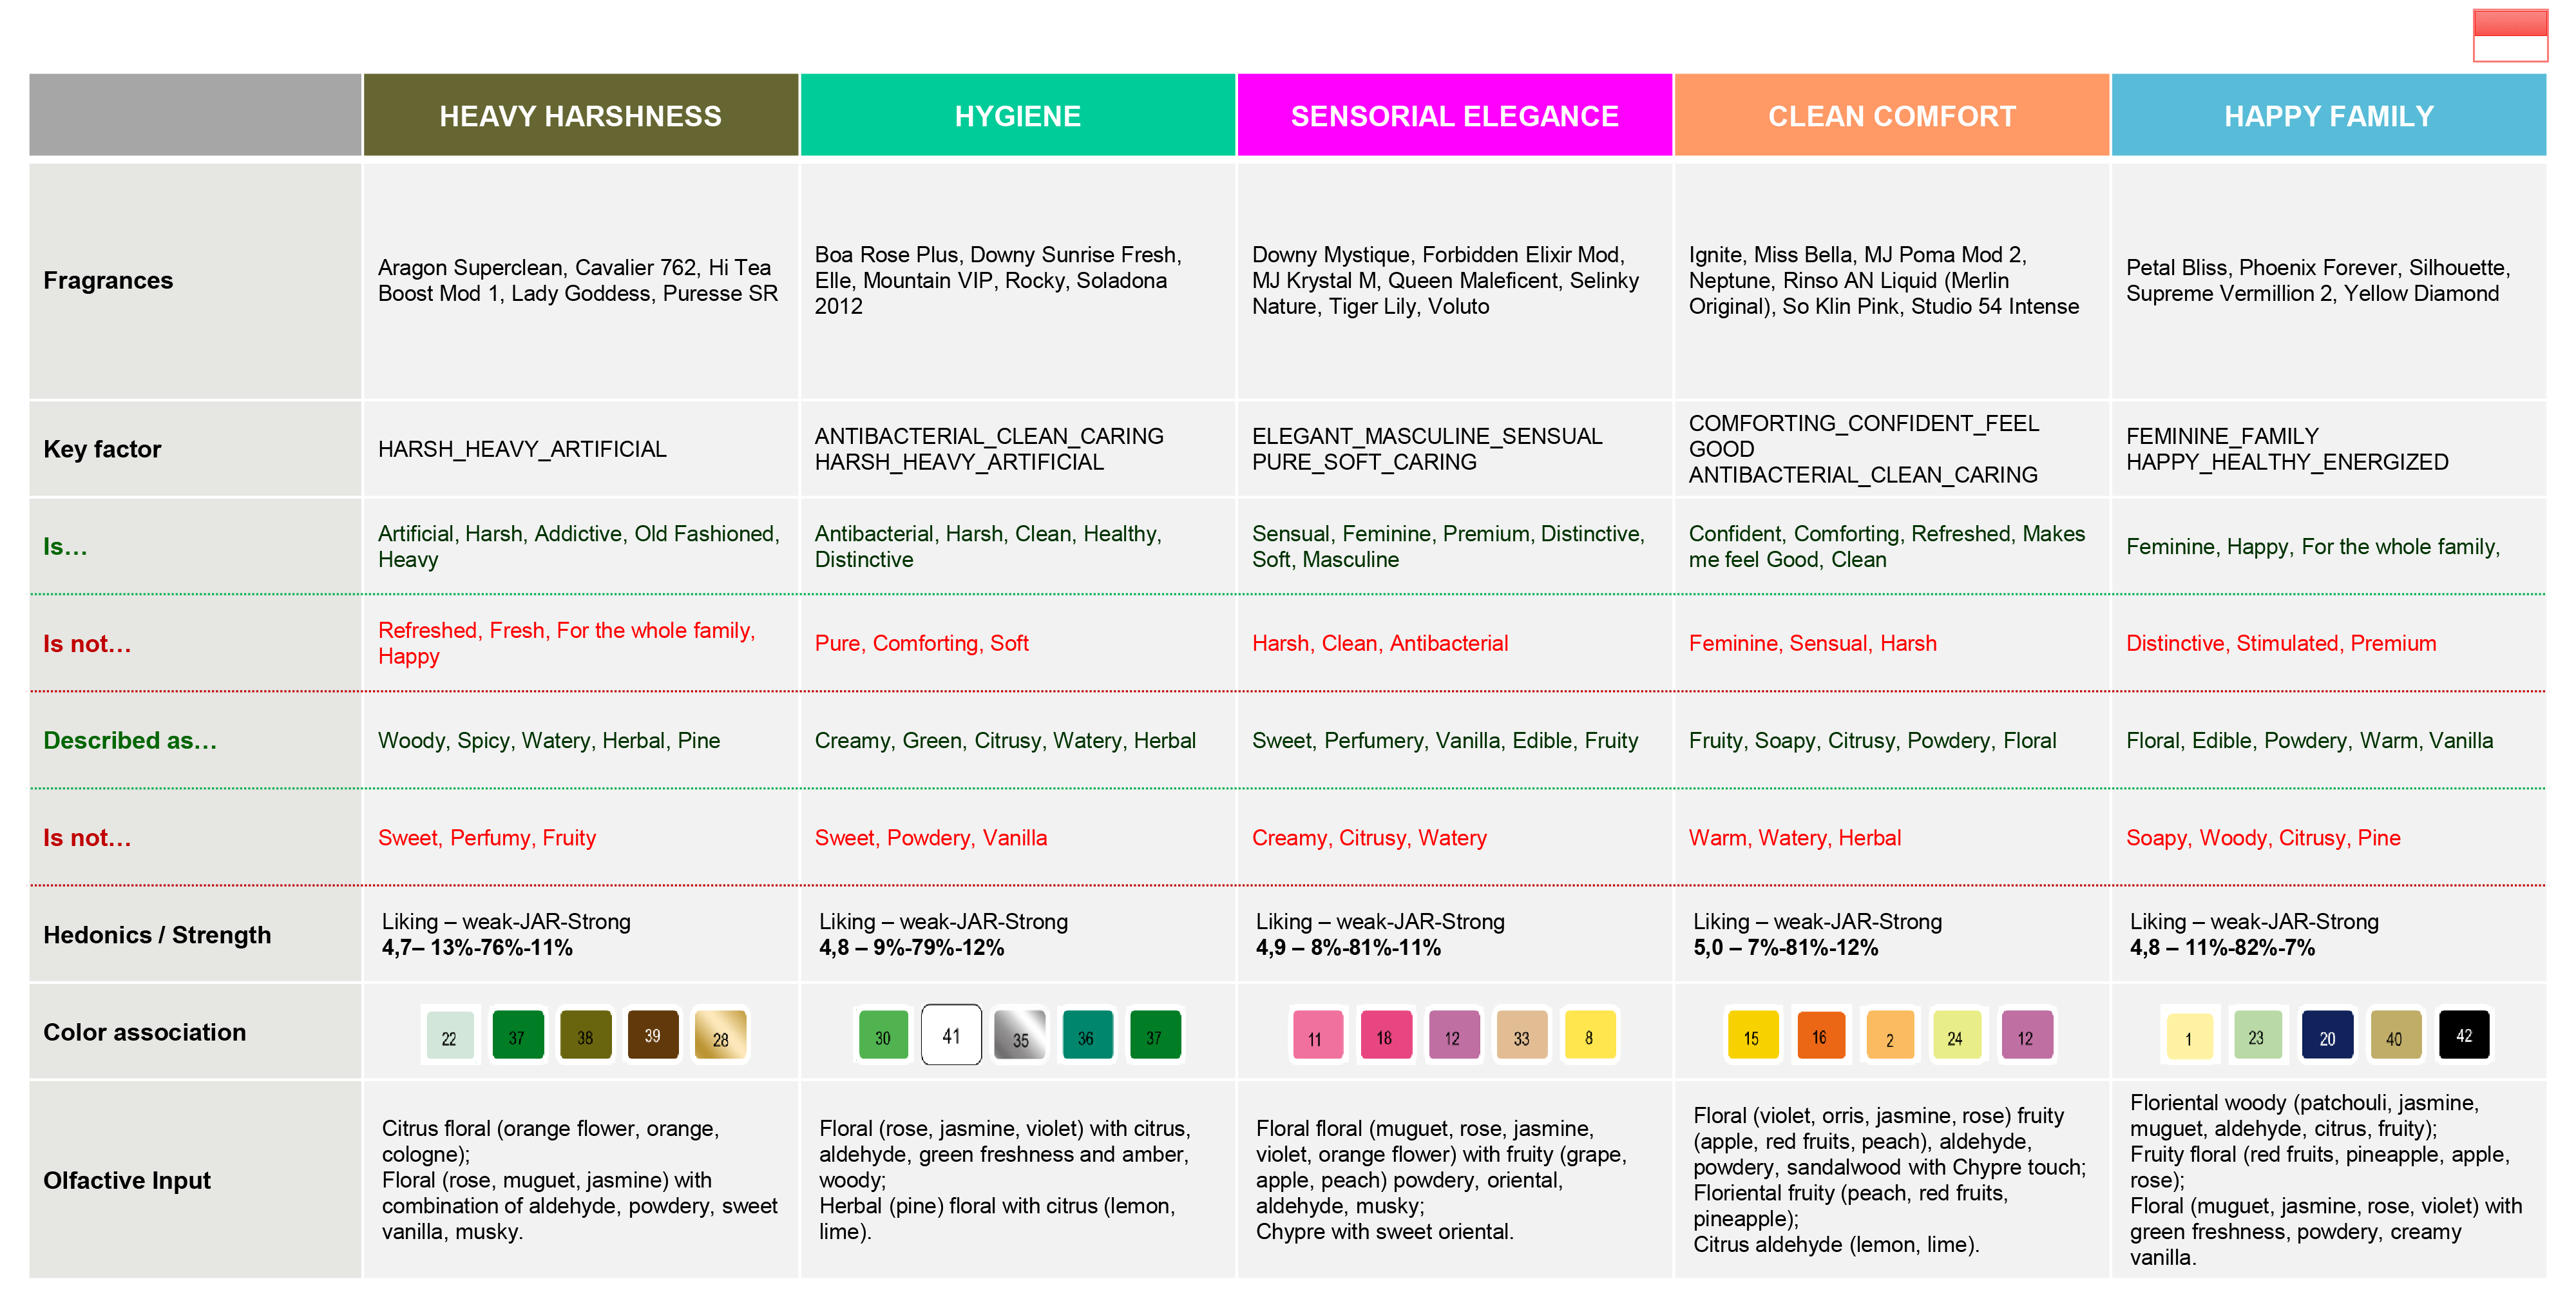 HEAVY HARSHNESS
HYGIENE
SENSORIAL ELEGANCE
CLEAN COMFORT
HAPPY FAMILY
Fragrances
Aragon Superclean, Cavalier 762, Hi Tea
Boost Mod 1, Lady Goddess, Puresse SR
Boa Rose Plus, Downy Sunrise Fresh,
Elle, Mountain VIP, Rocky, Soladona
2012
Downy Mystique, Forbidden Elixir Mod,
MJ Krystal M, Queen Maleficent, Selinky
Nature, Tiger Lily, Voluto
Ignite, Miss Bella, MJ Poma Mod 2,
Neptune, Rinso AN Liquid (Merlin
Original), So Klin Pink, Studio 54 Intense
Petal Bliss, Phoenix Forever, Silhouette,
Supreme Vermillion 2, Yellow Diamond
Key factor
HARSH_HEAVY_ARTIFICIAL
ANTIBACTERIAL_CLEAN_CARING
HARSH_HEAVY_ARTIFICIAL
ELEGANT_MASCULINE_SENSUAL
PURE_SOFT_CARING
COMFORTING_CONFIDENT_FEEL
GOOD
ANTIBACTERIAL_CLEAN_CARING
FEMININE_FAMILY
HAPPY_HEALTHY_ENERGIZED
Is…
Artificial, Harsh, Addictive, Old Fashioned,
Heavy
Antibacterial, Harsh, Clean, Healthy,
Distinctive
Sensual, Feminine, Premium, Distinctive,
Soft, Masculine
Confident, Comforting, Refreshed, Makes
me feel Good, Clean
Feminine, Happy, For the whole family,
Is not…
Refreshed, Fresh, For the whole family,
Happy
Pure, Comforting, Soft
Harsh, Clean, Antibacterial
Feminine, Sensual, Harsh
Distinctive, Stimulated, Premium
Described as…
Woody, Spicy, Watery, Herbal, Pine
Creamy, Green, Citrusy, Watery, Herbal
Sweet, Perfumery, Vanilla, Edible, Fruity
Fruity, Soapy, Citrusy, Powdery, Floral
Floral, Edible, Powdery, Warm, Vanilla
Is not…
Sweet, Perfumy, Fruity
Sweet, Powdery, Vanilla
Creamy, Citrusy, Watery
Warm, Watery, Herbal
Soapy, Woody, Citrusy, Pine
Hedonics / Strength
Liking – weak-JAR-Strong
4,7– 13%-76%-11%
Liking – weak-JAR-Strong
4,8 – 9%-79%-12%
Liking – weak-JAR-Strong
4,9 – 8%-81%-11%
Liking – weak-JAR-Strong
5,0 – 7%-81%-12%
Liking – weak-JAR-Strong
4,8 – 11%-82%-7%
Color association
22 37 38 39 28
30 41 35 36 37
11 18 12 33 8
15 16 2 24 12
1 23 20 40 42
Olfactive Input
Citrus floral (orange flower, orange,
cologne);
Floral (rose, muguet, jasmine) with
combination of aldehyde, powdery, sweet
vanilla, musky.
Floral (rose, jasmine, violet) with citrus,
aldehyde, green freshness and amber,
woody;
Herbal (pine) floral with citrus (lemon,
lime).
Floral floral (muguet, rose, jasmine,
violet, orange flower) with fruity (grape,
apple, peach) powdery, oriental,
aldehyde, musky;
Chypre with sweet oriental.
Floral (violet, orris, jasmine, rose) fruity
(apple, red fruits, peach), aldehyde,
powdery, sandalwood with Chypre touch;
Floriental fruity (peach, red fruits,
pineapple);
Citrus aldehyde (lemon, lime).
Floriental woody (patchouli, jasmine,
muguet, aldehyde, citrus, fruity);
Fruity floral (red fruits, pineapple, apple,
rose);
Floral (muguet, jasmine, rose, violet) with
green freshness, powdery, creamy
vanilla.